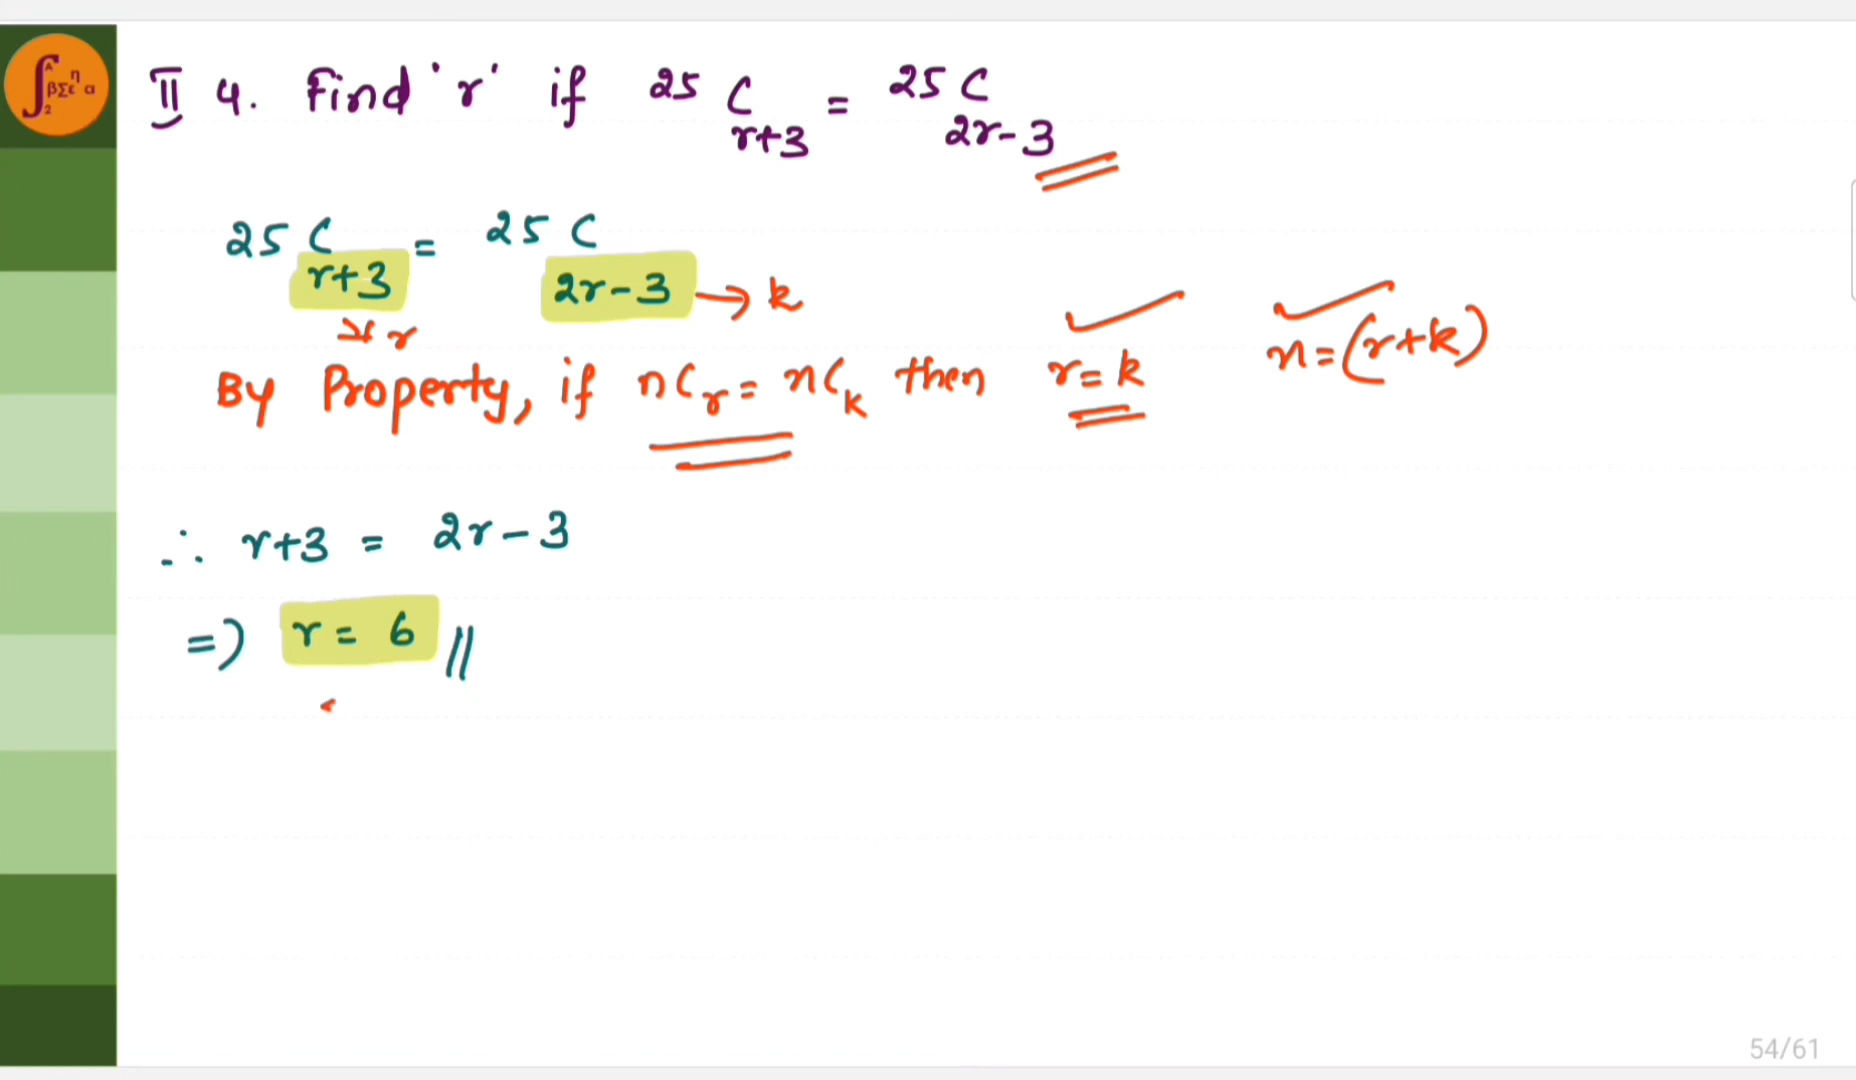 II 4. Find 'r' if 25 C r+3 = 25 C 2r-3
25 C r+3 = 25 C 2r-3 → k
r
By Property, if nCr = nCk then r=k n=(r+k)
∴ r+3 = 2r-3
=) r = 6 //
54/61